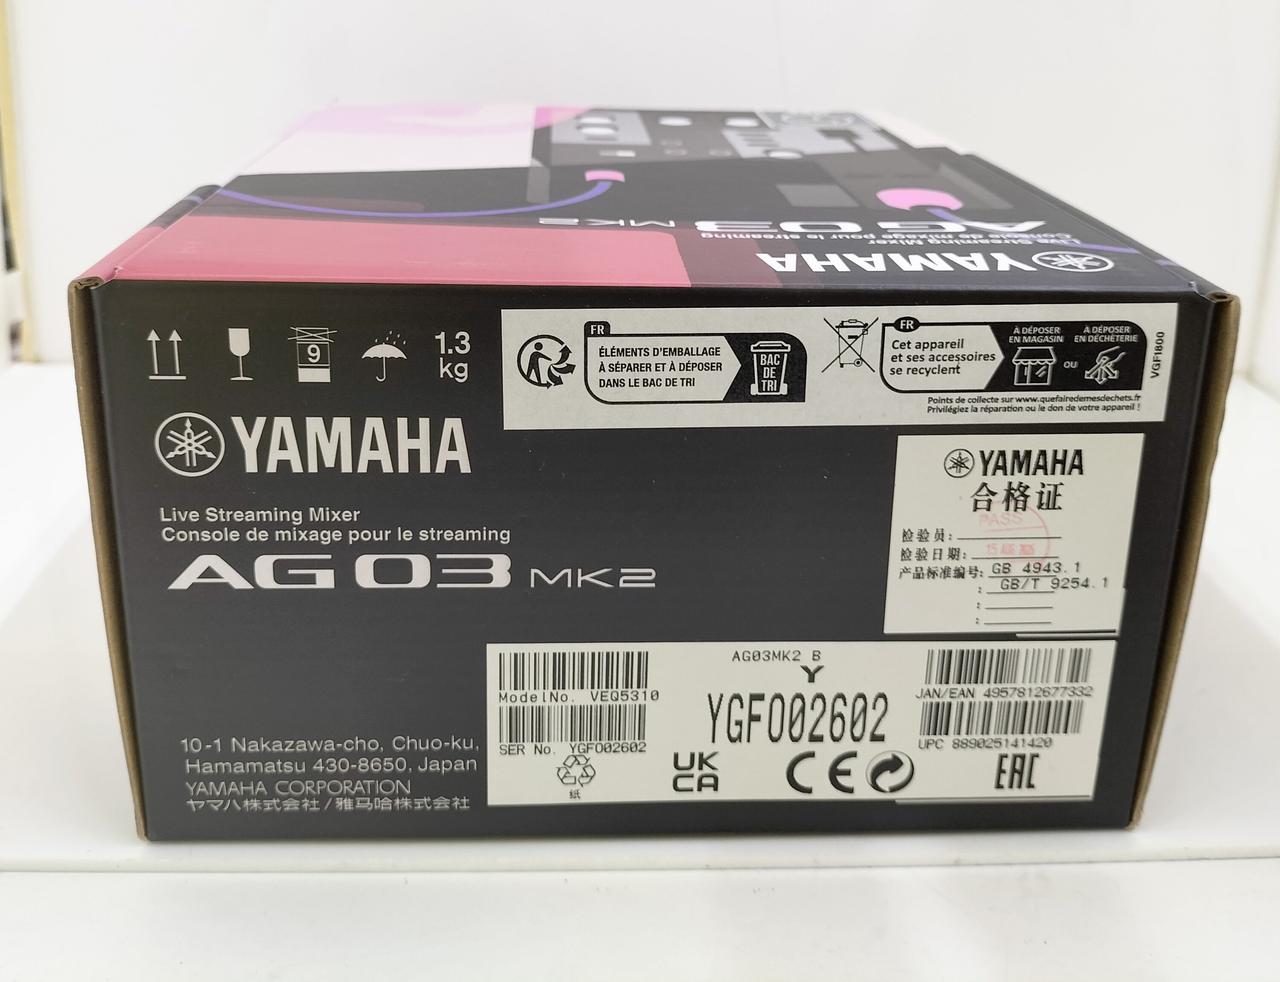 AG03 MK2
Live Streaming Mixer
Console de mixage pour le streaming
YAMAHA
9
1.3
kg
YAMAHA
Live Streaming Mixer
Console de mixage pour le streaming
AG03 MK2
10-1 Nakazawa-cho, Chuo-ku,
Hamamatsu 430-8650, Japan
YAMAHA CORPORATION
ヤマハ株式会社/雅马哈株式会社
FR
ÉLÉMENTS D'EMBALLAGE
À SÉPARER ET À DÉPOSER
DANS LE BAC DE TRI
BAC
DE
TRI
FR
Cet appareil
et ses accessoires
se recyclent
À DÉPOSER
EN MAGASIN
OU
À DÉPOSER
EN DÉCHÈTERIE
Points de collecte sur www.quefairedemesdechets.fr
Privilégiez la réparation ou le don de votre appareil !
VGF1800
YAMAHA
合格证
PASS
检验员:
检验日期:
15 AUG
产品标准编号: GB 4943.1
: GB/T 9254.1
:
:
AG03MK2 B
Y
Model No. VEQ5310
SER No. YGF002602
YGF002602
JAN/EAN 4957812677332
UPC 889025141420
纸
UK
CA
CE
EAC